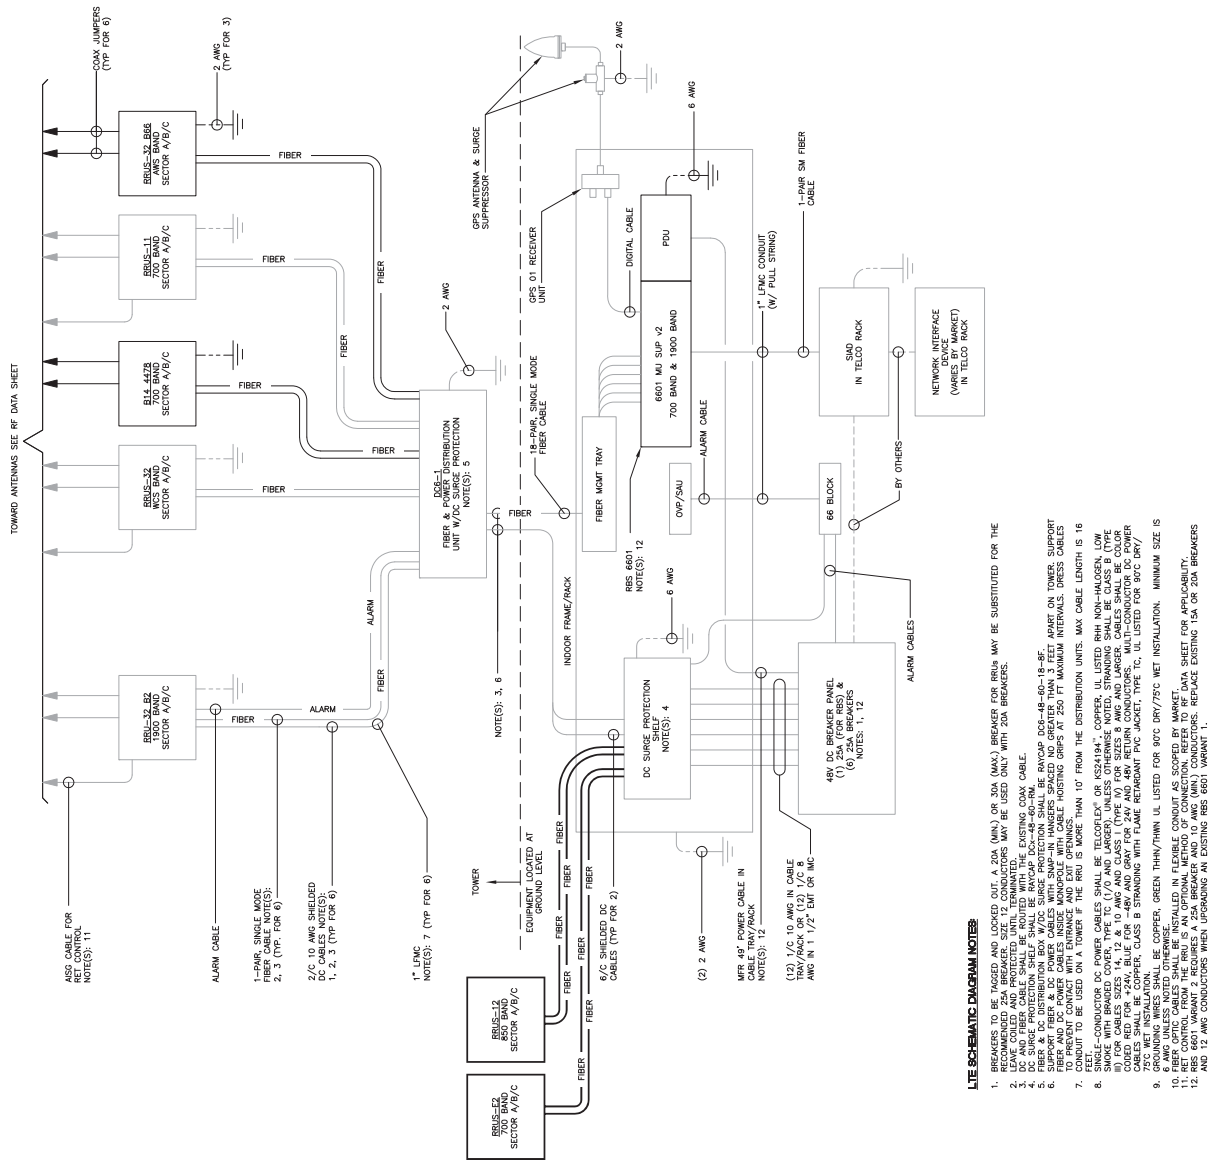 TOWARD ANTENNAS SEE RF DATA SHEET
AISG CABLE FOR
RET CONTROL
NOTE(S): 11
RRU-32 B2
1900 BAND
SECTOR A/B/C
RRUS-32
WCS BAND
SECTOR A/B/C
B14 4478
700 BAND
SECTOR A/B/C
RRUS-11
700 BAND
SECTOR A/B/C
RRUS-32 B66
AWS BAND
SECTOR A/B/C
COAX JUMPERS
(TYP FOR 6)
2 AWG
(TYP FOR 3)
ALARM CABLE
1-PAIR, SINGLE MODE
FIBER CABLE NOTE(S):
2, 3 (TYP. FOR 6)
2/C 10 AWG SHIELDED
DC CABLES NOTE(S):
1, 2, 3 (TYP FOR 6)
1" LFMC
NOTE(S): 7 (TYP FOR 6)
FIBER
ALARM
ALARM
FIBER
FIBER
FIBER
FIBER
FIBER
FIBER
FIBER
FIBER
DC6-1
FIBER & POWER DISTRIBUTION
UNIT W/DC SURGE PROTECTION
NOTE(S): 5
2 AWG
TOWER
EQUIPMENT LOCATED AT
GROUND LEVEL
NOTE(S): 3, 6
FIBER
18-PAIR, SINGLE MODE
FIBER CABLE
GPS ANTENNA & SURGE
SUPPRESSOR
2 AWG
GPS 01 RECEIVER
UNIT
RRUS-E2
700 BAND
SECTOR A/B/C
RRUS-12
850 BAND
SECTOR A/B/C
FIBER
FIBER
FIBER
FIBER
6/C SHIELDED DC
CABLES (TYP FOR 2)
INDOOR FRAME/RACK
FIBER MGMT TRAY
RBS 6601
NOTE(S): 12
6601 MU SUP v2
700 BAND & 1900 BAND
PDU
DIGITAL CABLE
6 AWG
DC SURGE PROTECTION
SHELF
NOTE(S): 4
6 AWG
(2) 2 AWG
OVP/SAU
ALARM CABLE
1" LFMC CONDUIT
(W/ PULL STRING)
1-PAIR SM FIBER
CABLE
MFR 49' POWER CABLE IN
CABLE TRAY/RACK
NOTE(S): 12
(12) 1/C 10 AWG IN CABLE
TRAY/RACK OR (12) 1/C 8
AWG IN 1 1/2" EMT OR IMC
48V DC BREAKER PANEL
(1) 25A (FOR RBS) &
(6) 25A BREAKERS
NOTES: 1, 12
66 BLOCK
SIAD
IN TELCO RACK
ALARM CABLES
BY OTHERS
NETWORK INTERFACE
DEVICE
(VARIES BY MARKET)
IN TELCO RACK
LTE SCHEMATIC DIAGRAM NOTES:
1. BREAKERS TO BE TAGGED AND LOCKED OUT. A 20A (MIN.) OR 30A (MAX.) BREAKER FOR RRUs MAY BE SUBSTITUTED FOR THE
RECOMMENDED 25A BREAKER. SIZE 12 CONDUCTORS MAY BE USED ONLY WITH 20A BREAKERS.
2. LEAVE COILED AND PROTECTED UNTIL TERMINATED.
3. DC AND FIBER CABLE SHALL BE ROUTED WITH THE EXISTING COAX CABLE.
4. DC SURGE PROTECTION SHELF SHALL BE RAYCAP DCx-48-60-RM.
5. FIBER & DC DISTRIBUTION BOX W/DC SURGE PROTECTION SHALL BE RAYCAP DC6-48-60-18-8F.
6. SUPPORT FIBER & DC POWER CABLES WITH SNAP-IN HANGERS SPACED NO GREATER THAN 3 FEET APART ON TOWER. SUPPORT
FIBER AND DC POWER CABLES INSIDE MONOPOLE WITH CABLE HOISTING GRIPS AT 250 FT MAXIMUM INTERVALS. DRESS CABLES
TO PREVENT CONTACT WITH ENTRANCE AND EXIT OPENINGS.
7. CONDUIT TO BE USED ON A TOWER IF THE RRU IS MORE THAN 10' FROM THE DISTRIBUTION UNITS. MAX CABLE LENGTH IS 16
FEET.
8. SINGLE-CONDUCTOR DC POWER CABLES SHALL BE TELCOFLEX® OR KS24194™, COPPER, UL LISTED RHH NON-HALOGEN, LOW
SMOKE WITH BRAIDED COVER, TYPE TC (1/0 AND LARGER). UNLESS OTHERWISE NOTED, STRANDING SHALL BE CLASS B (TYPE
III) FOR CABLES SIZES 14, 12 & 10 AWG AND CLASS I (TYPE IV) FOR SIZES 8 AWG AND LARGER. CABLES SHALL BE COLOR
CODED RED FOR +24V, BLUE FOR -48V AND GRAY FOR 24V AND 48V RETURN CONDUCTORS. MULTI-CONDUCTOR DC POWER
CABLES SHALL BE COPPER, CLASS B STRANDING WITH FLAME RETARDANT PVC JACKET, TYPE TC, UL LISTED FOR 90°C DRY/
75°C WET INSTALLATION.
9. GROUNDING WIRES SHALL BE COPPER, GREEN THHN/THWN UL LISTED FOR 90°C DRY/75°C WET INSTALLATION. MINIMUM SIZE IS
6 AWG UNLESS NOTED OTHERWISE.
10. FIBER OPTIC CABLES SHALL BE INSTALLED IN FLEXIBLE CONDUIT AS SCOPED BY MARKET.
11. RET CONTROL FROM THE RRU IS AN OPTIONAL METHOD OF CONNECTION. REFER TO RF DATA SHEET FOR APPLICABILITY.
12. RBS 6601 VARIANT 2 REQUIRES A 25A BREAKER AND 10 AWG (MIN.) CONDUCTORS. REPLACE EXISTING 15A OR 20A BREAKERS
AND 12 AWG CONDUCTORS WHEN UPGRADING AN EXISTING RBS 6601 VARIANT 1.